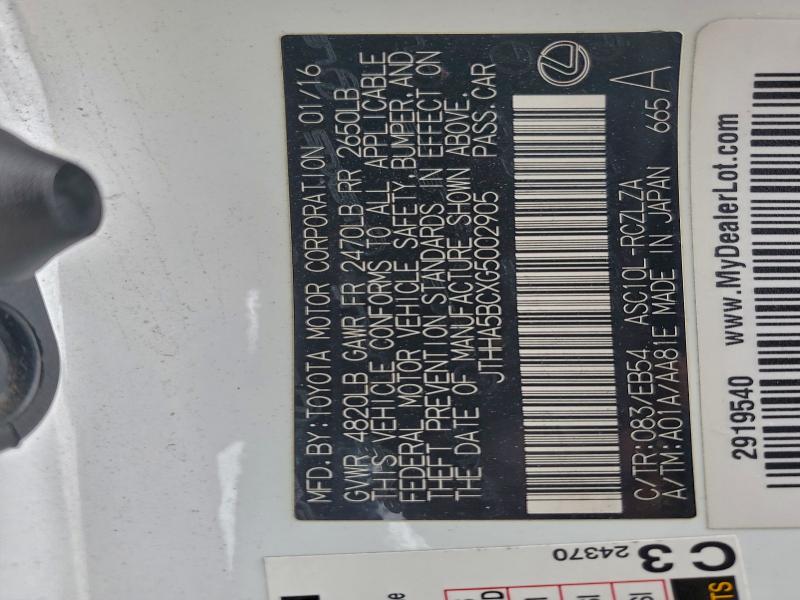 MFD.BY:TOYOTA MOTOR CORPORATION 01/16
GVWR 4820LB GAWR FR 2470LB RR 2650LB
THIS VEHICLE CONFORMS TO ALL APPLICABLE
FEDERAL MOTOR VEHICLE SAFETY,BUMPER,AND
THEFT PREVENTION STANDARDS IN EFFECT ON
THE DATE OF MANUFACTURE SHOWN ABOVE.
JTHHA5BCXG5002905 PASS.CAR
C/TR:083/EB54 ASC10L-RCZLZA
A/TM:A01A/AA81E MADE IN JAPAN 665 A
2919540 www.MyDealerLot.com
C3
24370